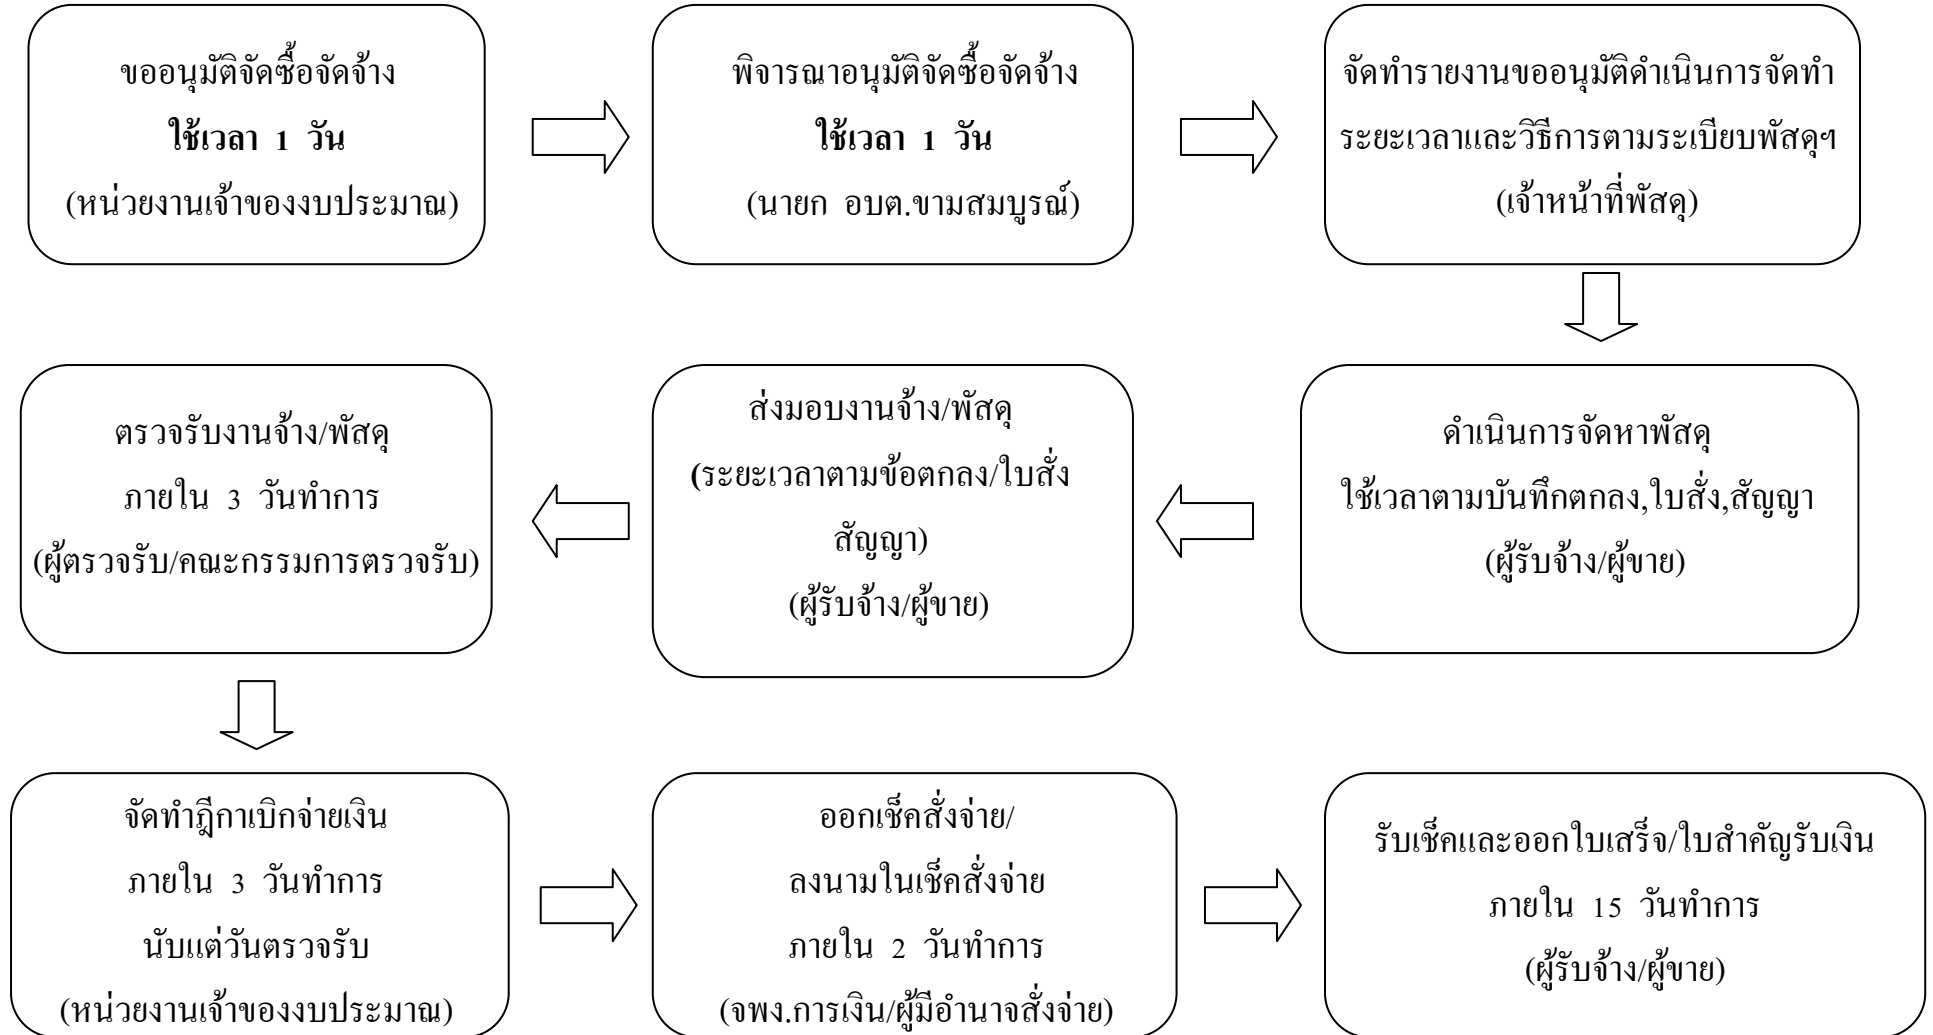 ขออนุมัติจัดซื้อจัดจ้าง
ใช้เวลา 1 วัน
(หน่วยงานเจ้าของงบประมาณ)
พิจารณาอนุมัติจัดซื้อจัดจ้าง
ใช้เวลา 1 วัน
(นายก อบต.ขามสมบูรณ์)
จัดทำรายงานขออนุมัติดำเนินการจัดทำ
ระยะเวลาและวิธีการตามระเบียบพัสดุฯ
(เจ้าหน้าที่พัสดุ)
ดำเนินการจัดหาพัสดุ
ใช้เวลาตามบันทึกตกลง,ใบสั่ง,สัญญา
(ผู้รับจ้าง/ผู้ขาย)
ส่งมอบงานจ้าง/พัสดุ
(ระยะเวลาตามข้อตกลง/ใบสั่ง
สัญญา)
(ผู้รับจ้าง/ผู้ขาย)
ตรวจรับงานจ้าง/พัสดุ
ภายใน 3 วันทำการ
(ผู้ตรวจรับ/คณะกรรมการตรวจรับ)
จัดทำฎีกาเบิกจ่ายเงิน
ภายใน 3 วันทำการ
นับแต่วันตรวจรับ
(หน่วยงานเจ้าของงบประมาณ)
ออกเช็คสั่งจ่าย/
ลงนามในเช็คสั่งจ่าย
ภายใน 2 วันทำการ
(จพง.การเงิน/ผู้มีอำนาจสั่งจ่าย)
รับเช็คและออกใบเสร็จ/ใบสำคัญรับเงิน
ภายใน 15 วันทำการ
(ผู้รับจ้าง/ผู้ขาย)